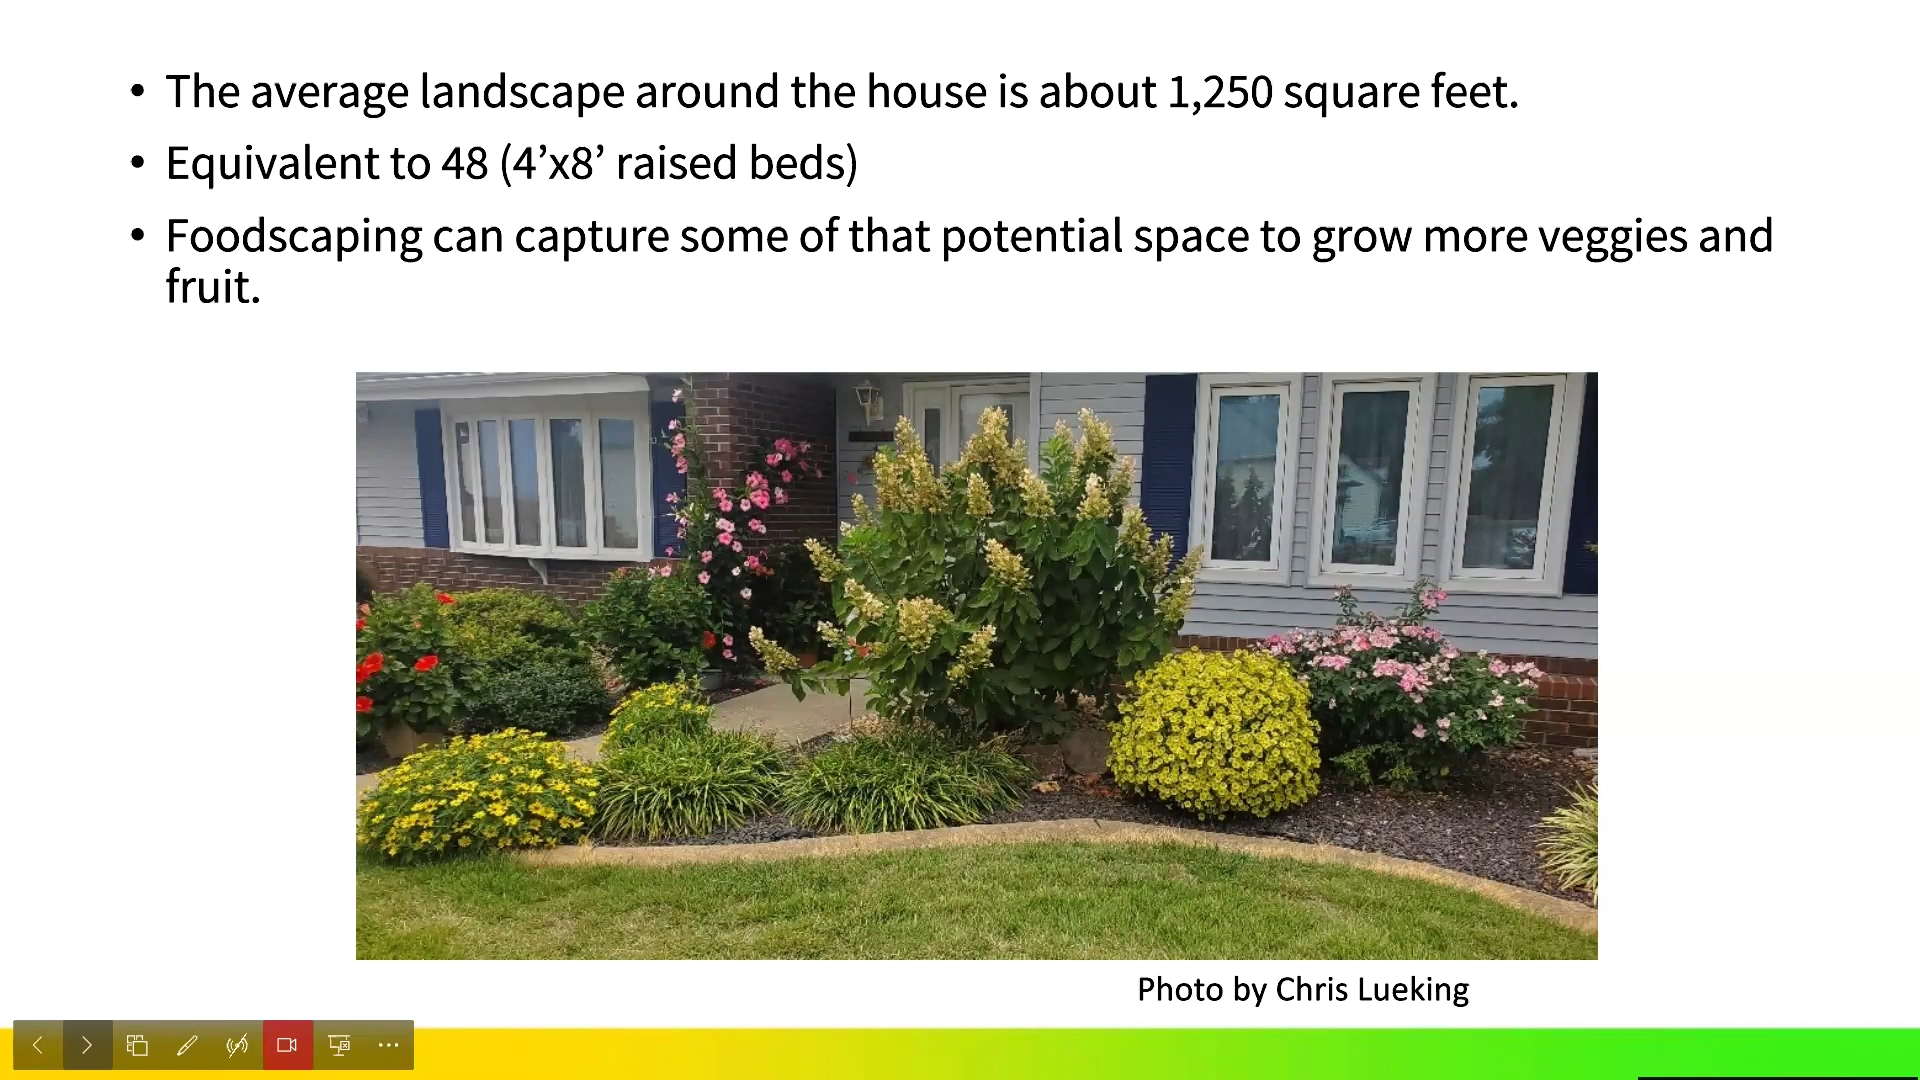 • The average landscape around the house is about 1,250 square feet.
• Equivalent to 48 (4’x8’ raised beds)
• Foodscaping can capture some of that potential space to grow more veggies and
fruit.
Photo by Chris Lueking